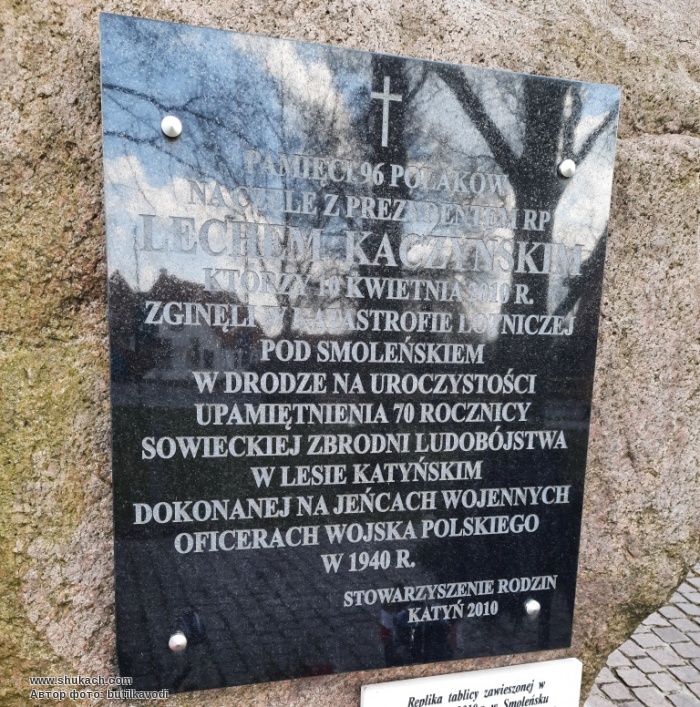 PAMIĘCI 96 POLAKÓW
NA CZELE Z PREZYDENTEM RP
LECHEM KACZYŃSKIM
KTÓRZY 10 KWIETNIA 2010 R.
ZGINĘLI W KATASTROFIE LOTNICZEJ
POD SMOLEŃSKIEM
W DRODZE NA UROCZYSTOŚCI
UPAMIĘTNIENIA 70 ROCZNICY
SOWIECKIEJ ZBRODNI LUDOBÓJSTWA
W LESIE KATYŃSKIM
DOKONANEJ NA JEŃCACH WOJENNYCH
OFICERACH WOJSKA POLSKIEGO
W 1940 R.
STOWARZYSZENIE RODZIN
KATYŃ 2010
Replika tablicy zawieszonej w
r. w Smoleńsku
www.shukach.com
Автор фото: butilkavodi